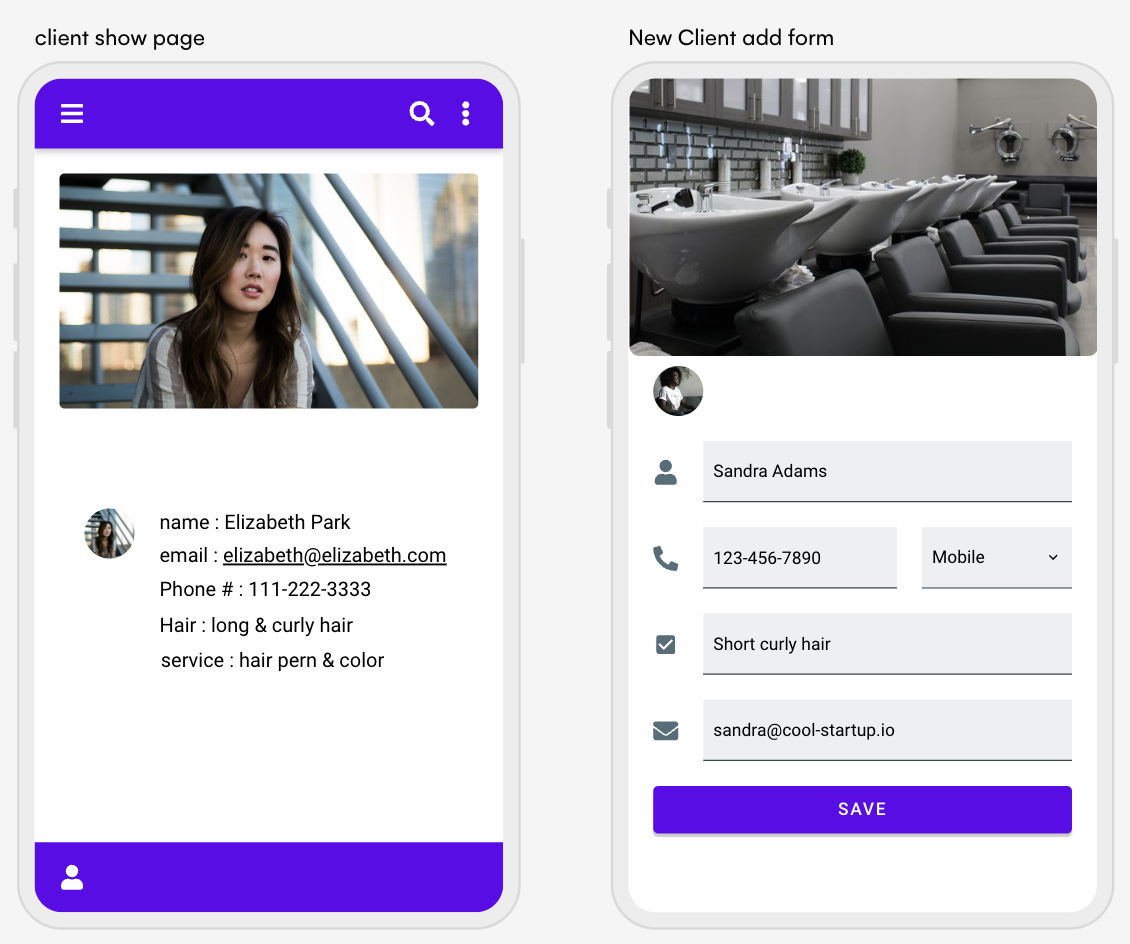 client show page
New Client add form
name : Elizabeth Park
email : elizabeth@elizabeth.com
Phone # : 111-222-3333
Hair : long & curly hair
service : hair pern & color
Sandra Adams
123-456-7890
Mobile
Short curly hair
sandra@cool-startup.io
SAVE